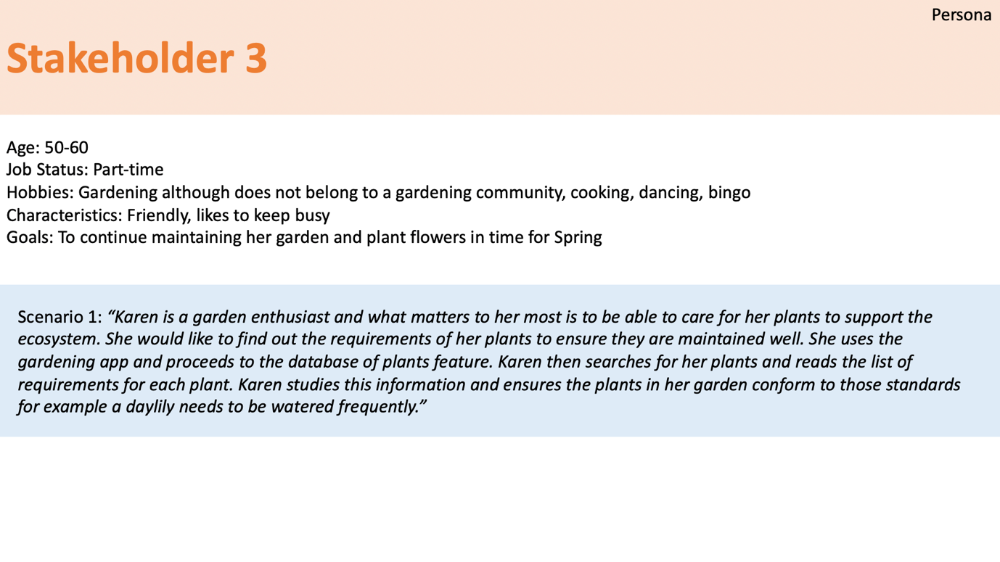 Persona
Stakeholder 3
Age: 50-60
Job Status: Part-time
Hobbies: Gardening although does not belong to a gardening community, cooking, dancing, bingo
Characteristics: Friendly, likes to keep busy
Goals: To continue maintaining her garden and plant flowers in time for Spring
Scenario 1: “Karen is a garden enthusiast and what matters to her most is to be able to care for her plants to support the
ecosystem. She would like to find out the requirements of her plants to ensure they are maintained well. She uses the
gardening app and proceeds to the database of plants feature. Karen then searches for her plants and reads the list of
requirements for each plant. Karen studies this information and ensures the plants in her garden conform to those standards
for example a daylily needs to be watered frequently.”